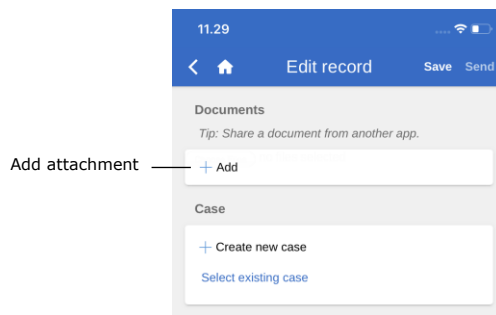 11.29
Edit record Save Send
Documents
Tip: Share a document from another app.
Add attachment
+ Add
Case
+ Create new case
Select existing case